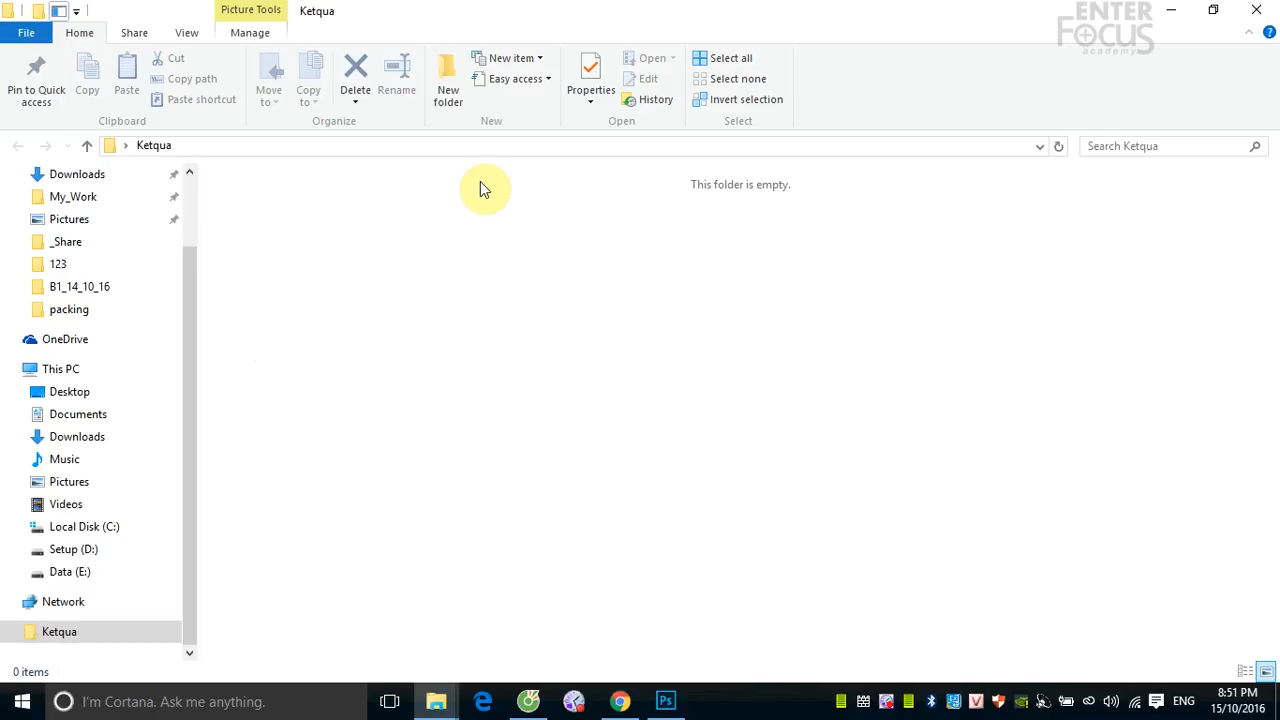 Picture Tools
Ketqua
ENTER
FOCUS
academy
File
Home
Share
View
Manage
Pin to Quick
access
Copy
Paste
Cut
Copy path
Paste shortcut
Clipboard
Move
to
Copy
to
Delete
Rename
Organize
New
folder
New item
Easy access
New
Properties
Open
Edit
History
Open
Select all
Select none
Invert selection
Select
Ketqua
Search Ketqua
Downloads
My_Work
Pictures
_Share
123
B1_14_10_16
packing
OneDrive
This PC
Desktop
Documents
Downloads
Music
Pictures
Videos
Local Disk (C:)
Setup (D:)
Data (E:)
Network
Ketqua
This folder is empty.
0 items
I'm Cortana. Ask me anything.
Ps
V
ENG
8:51 PM
15/10/2016